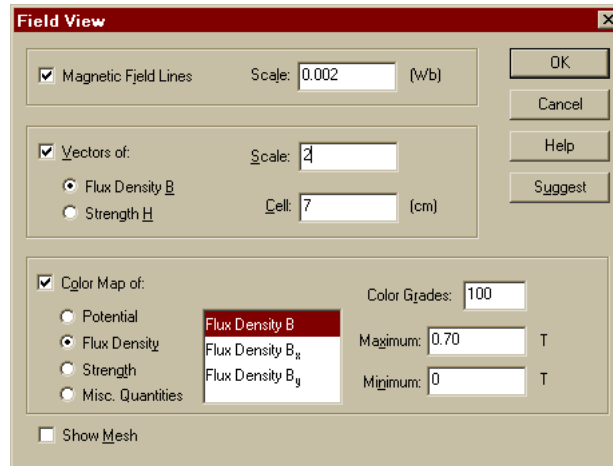 Field View
Magnetic Field Lines Scale: 0.002 (Wb)
OK
Cancel
Vectors of: Scale: 2
Help
Flux Density B
Suggest
Strength H Cell: 7 (cm)
Color Map of: Color Grades: 100
Potential
Flux Density B
Flux Density Maximum: 0.70 T
Flux Density Bx
Strength
Flux Density By
Minimum: 0 T
Misc. Quantities
Show Mesh